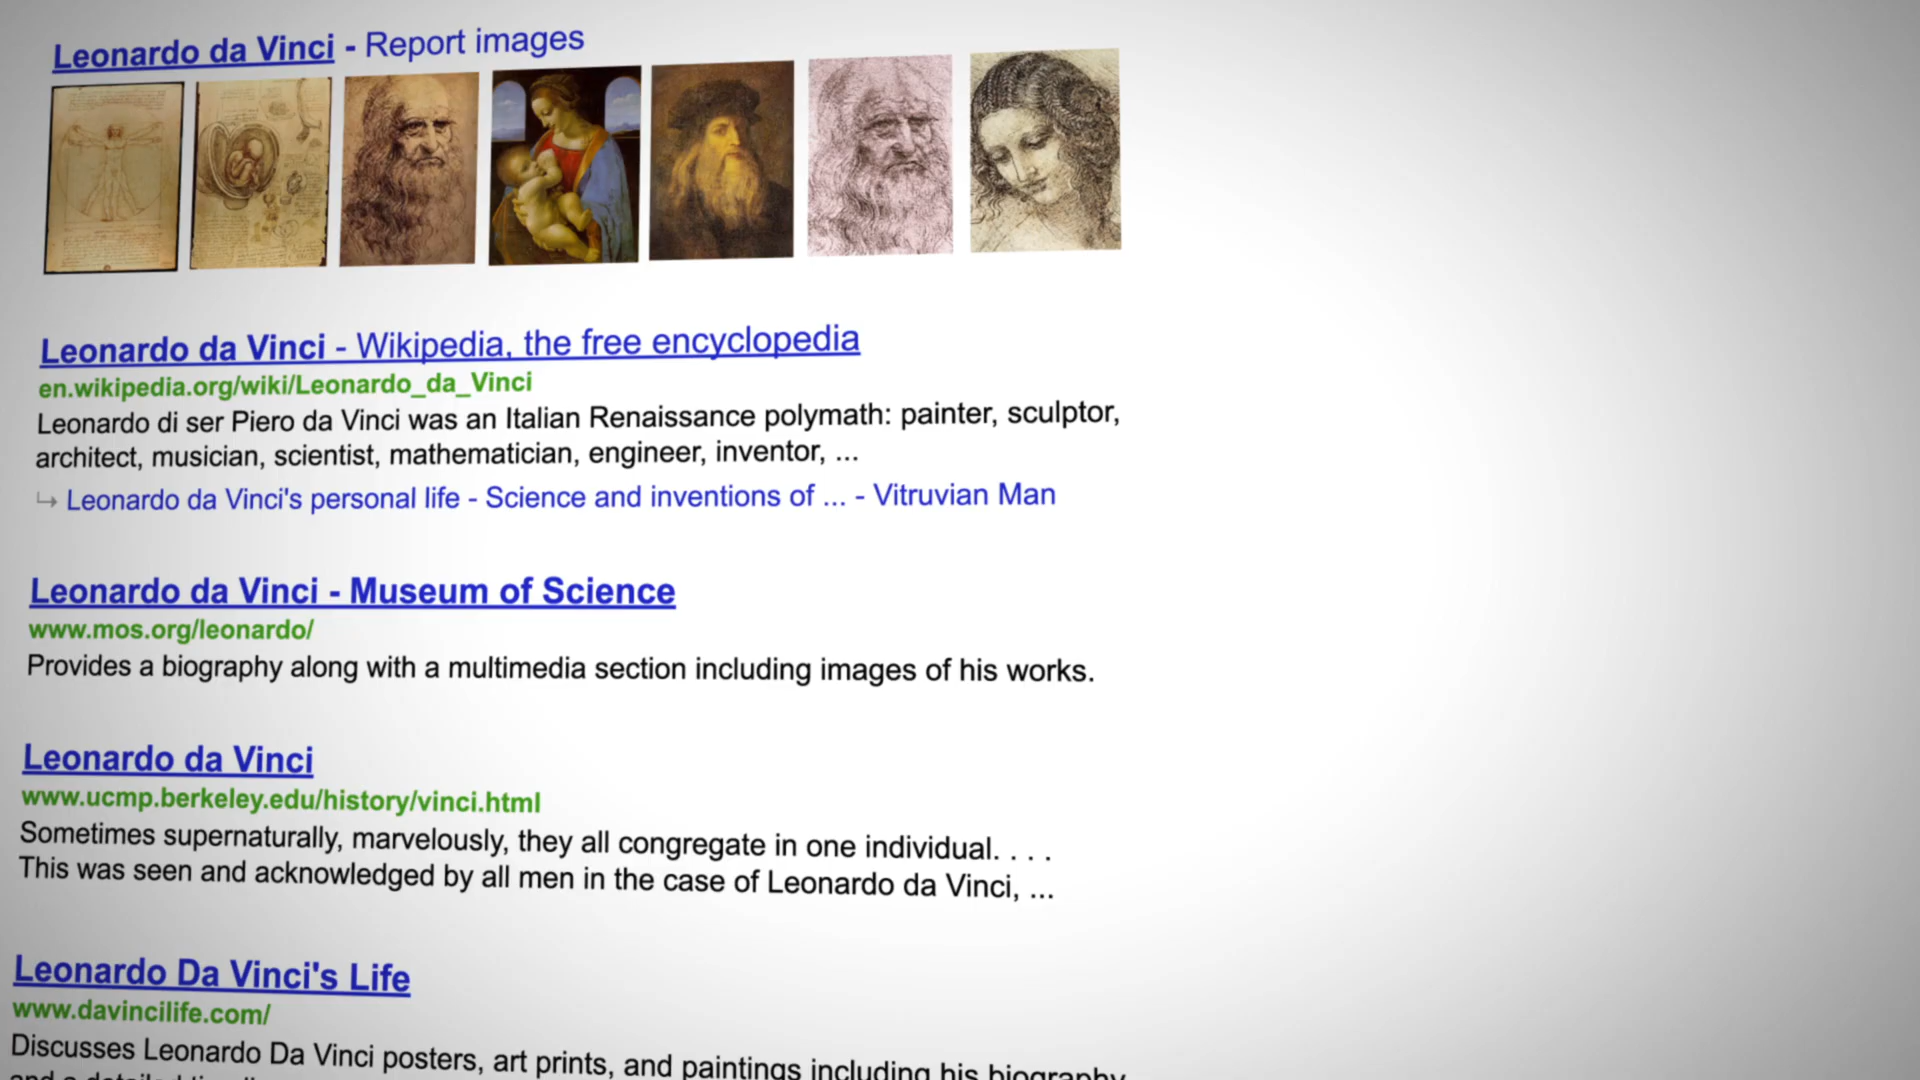 Leonardo da Vinci - Report images
Leonardo da Vinci - Wikipedia, the free encyclopedia
en.wikipedia.org/wiki/Leonardo_da_Vinci
Leonardo di ser Piero da Vinci was an Italian Renaissance polymath: painter, sculptor,
architect, musician, scientist, mathematician, engineer, inventor, ...
↳ Leonardo da Vinci's personal life - Science and inventions of ... - Vitruvian Man
Leonardo da Vinci - Museum of Science
www.mos.org/leonardo/
Provides a biography along with a multimedia section including images of his works.
Leonardo da Vinci
www.ucmp.berkeley.edu/history/vinci.html
Sometimes supernaturally, marvelously, they all congregate in one individual. . . .
This was seen and acknowledged by all men in the case of Leonardo da Vinci, ...
Leonardo Da Vinci's Life
www.davincilife.com/
Discusses Leonardo Da Vinci posters, art prints, and paintings including his biography